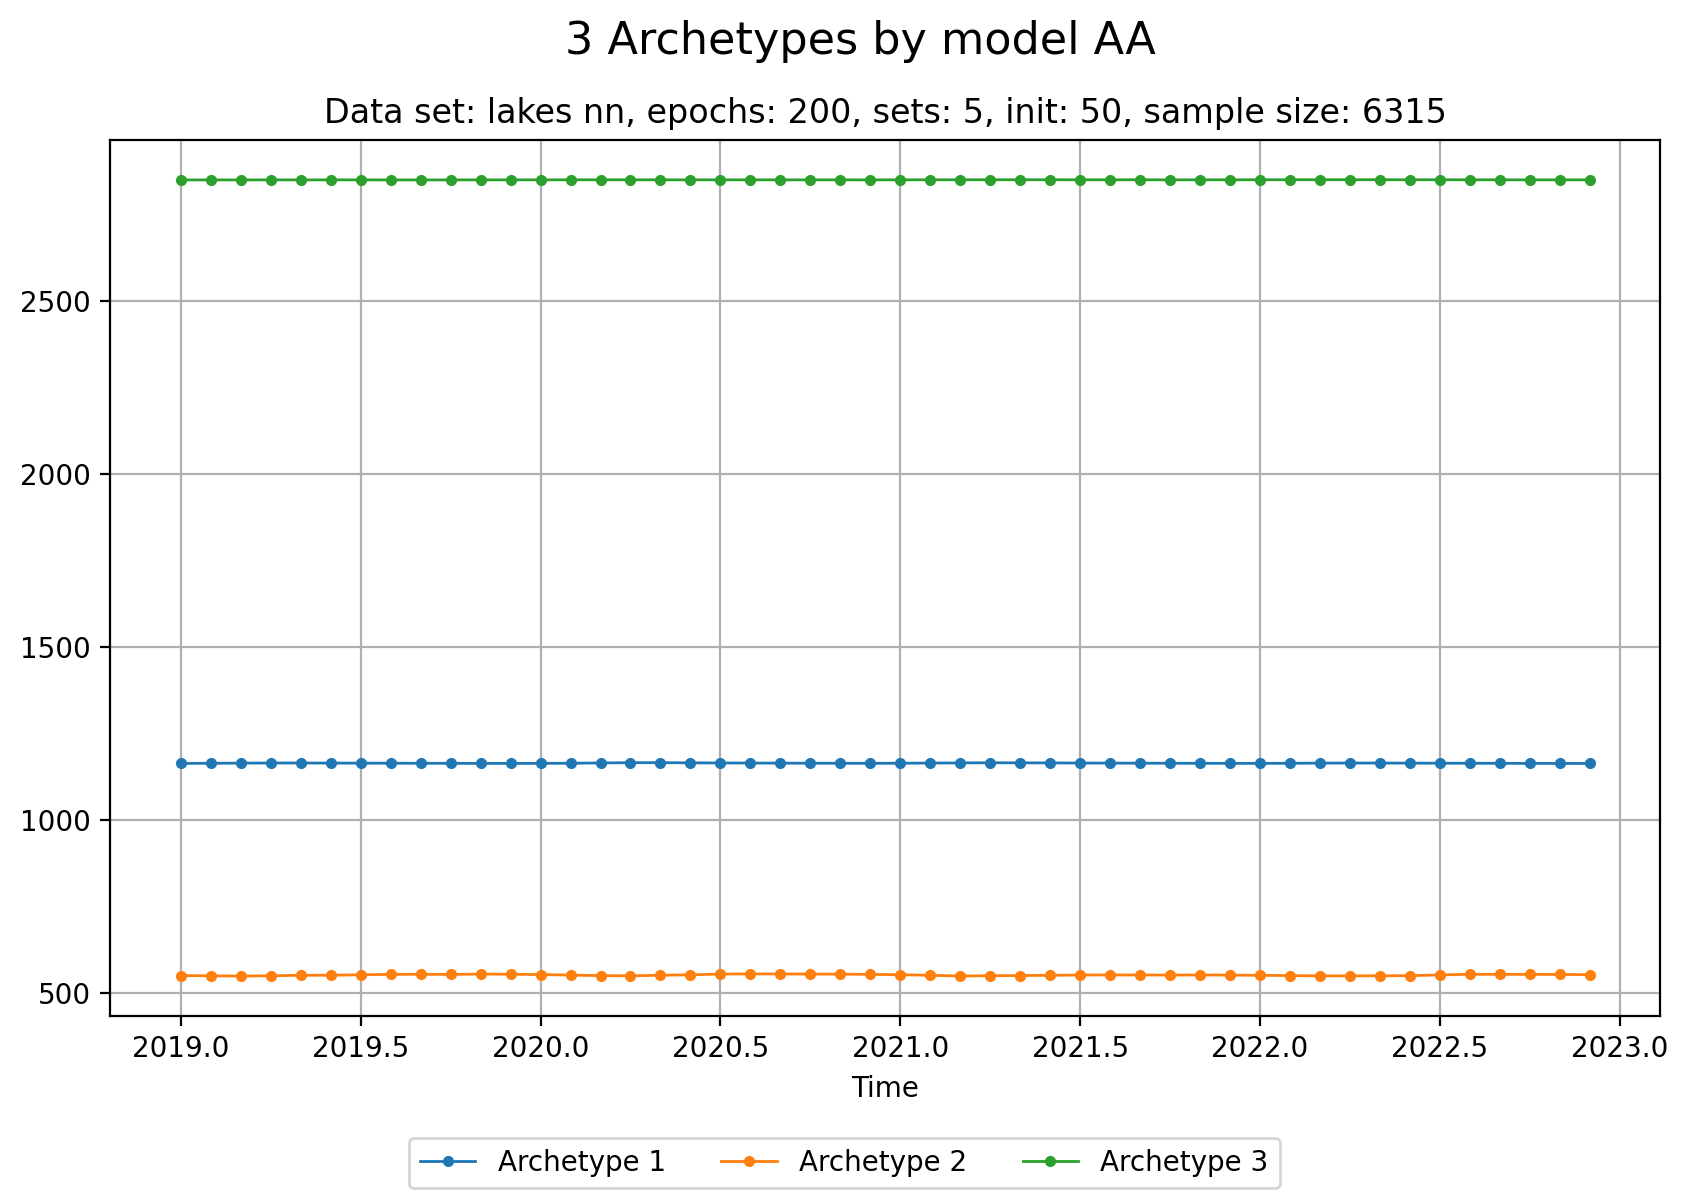 3 Archetypes by model AA
Data set: lakes nn, epochs: 200, sets: 5, init: 50, sample size: 6315
2500
2000
1500
1000
500
2019.0 2019.5 2020.0 2020.5 2021.0 2021.5 2022.0 2022.5 2023.0
Time
Archetype 1 Archetype 2 Archetype 3